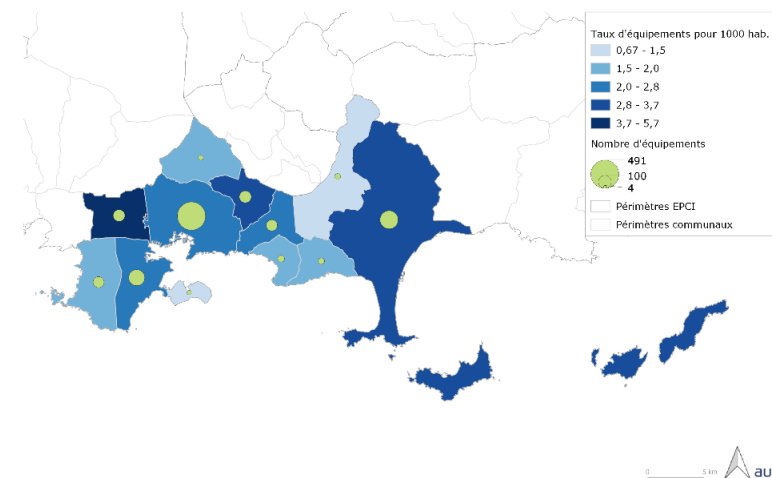 Taux d'équipements pour 1000 hab.
0,67 - 1,5
1,5 - 2,0
2,0 - 2,8
2,8 - 3,7
3,7 - 5,7
Nombre d'équipements
491
100
4
Périmètres EPCI
Périmètres communaux
0 5 km
au